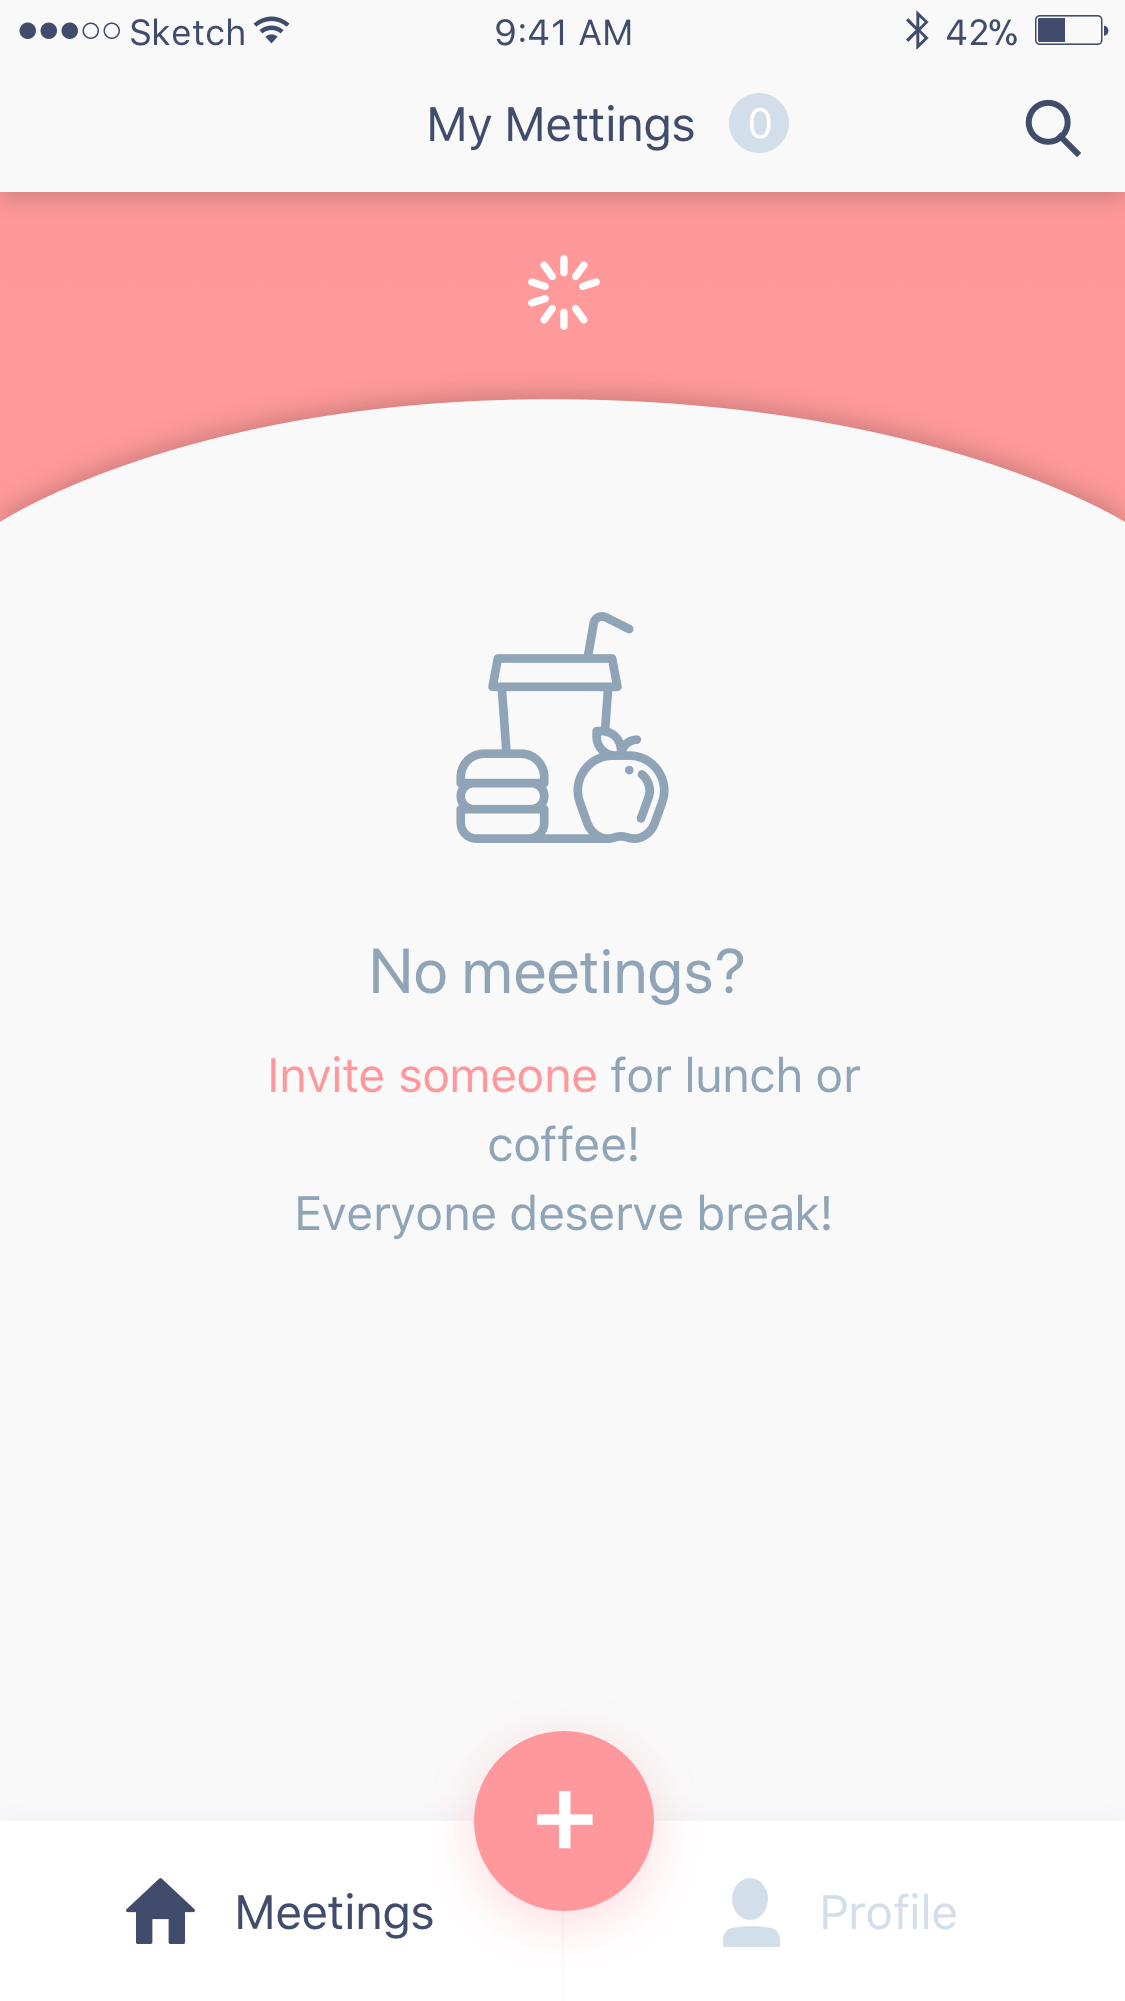 Sketch 9:41 AM 42%
My Mettings 0
No meetings?
Invite someone for lunch or
coffee!
Everyone deserve break!
Meetings Profile